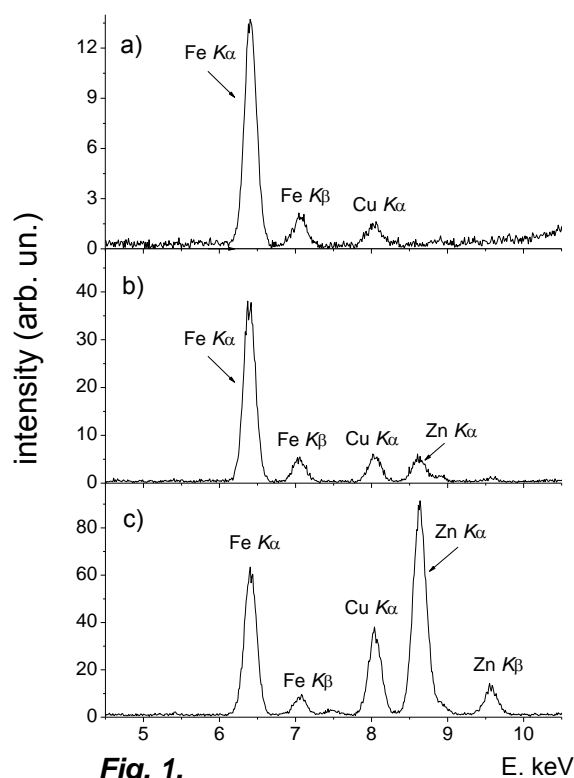 a)
Fe Kα
Fe Kβ
Cu Kα
12
9
6
3
0
b)
Fe Kα
Fe Kβ
Cu Kα
Zn Kα
40
30
20
10
0
c)
Fe Kα
Fe Kβ
Cu Kα
Zn Kα
Zn Kβ
80
60
40
20
0
intensity (arb. un.)
5 6 7 8 9 10
Fig. 1.
E, keV